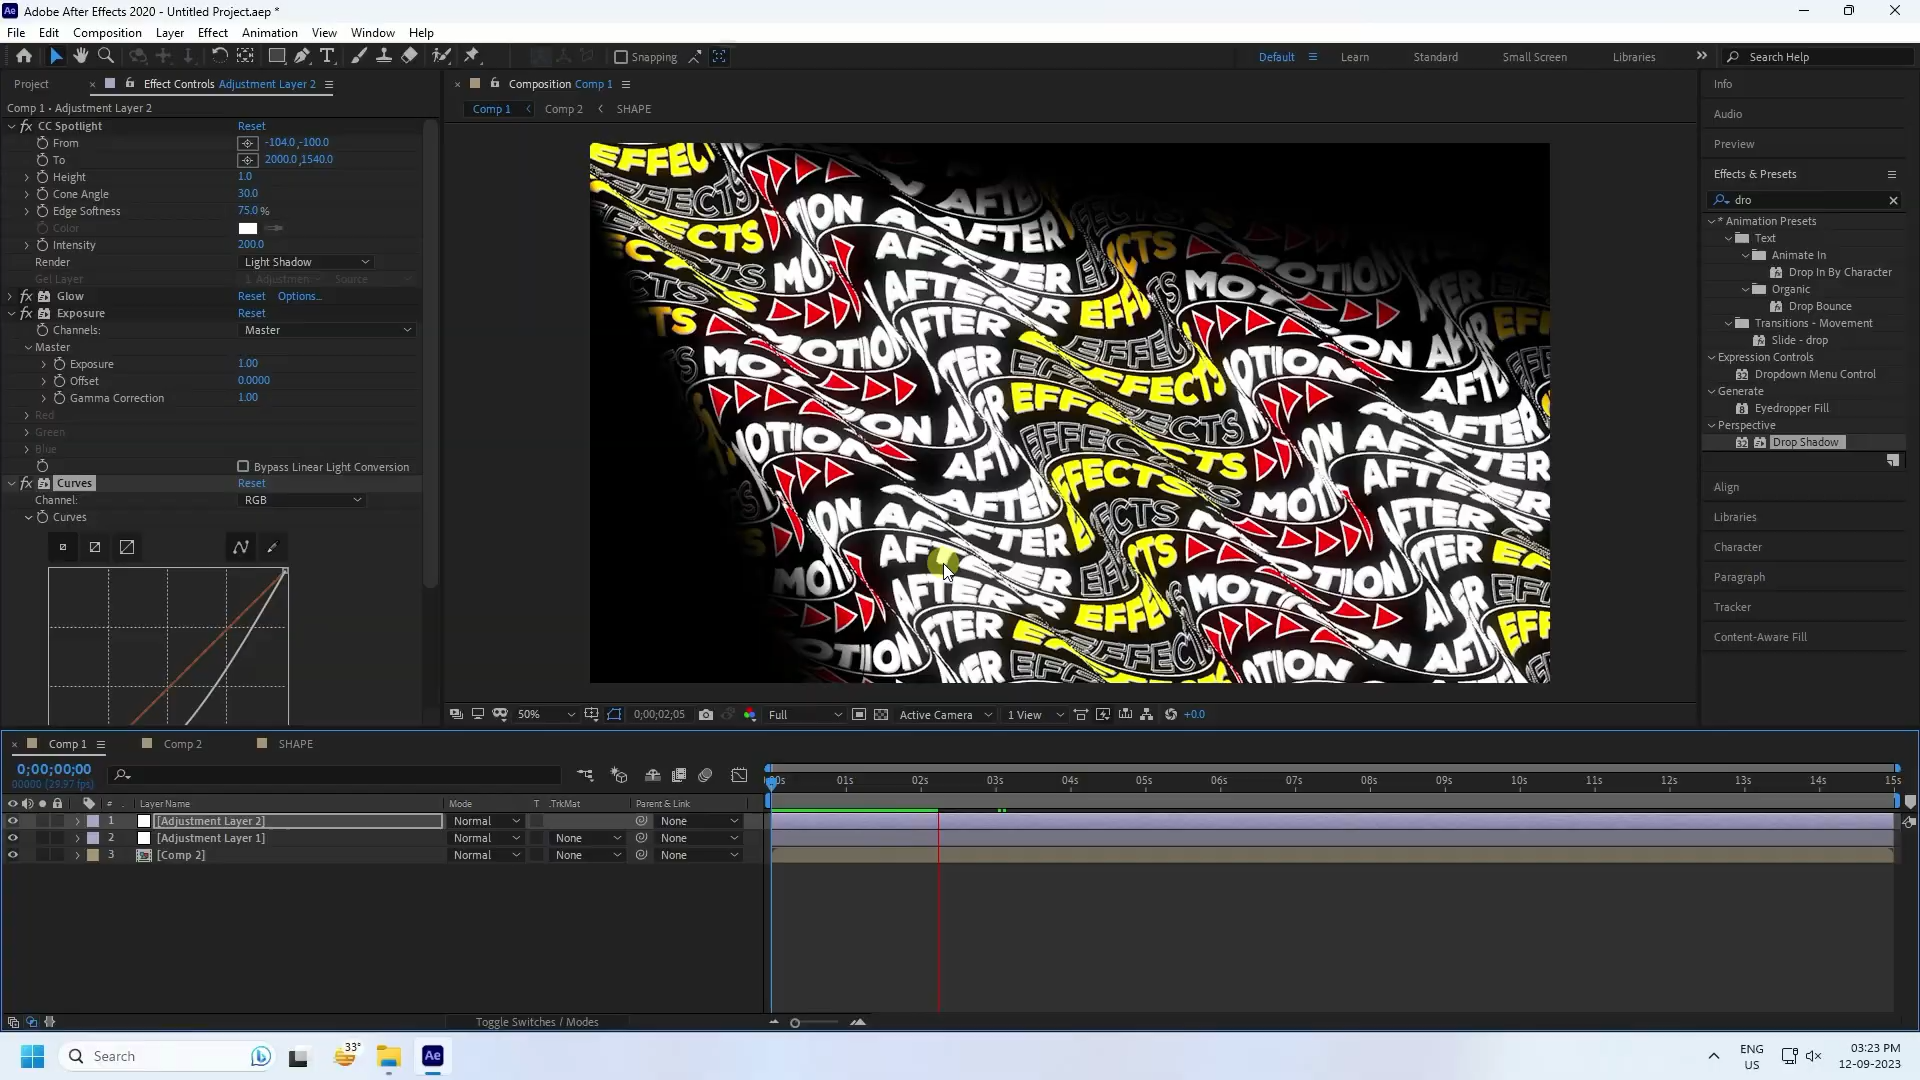 Adobe After Effects 2020 - Untitled Project.aep *
File Edit Composition Layer Effect Animation View Window Help
Snapping
Default Learn Standard Small Screen Libraries
Search Help
Project
Effect Controls Adjustment Layer 2
Comp 1 • Adjustment Layer 2
fx CC Spotlight Reset
From -104.0,-100.0
To 2000.0,1540.0
Height 1.0
Cone Angle 30.0
Edge Softness 75.0 %
Color
Intensity 200.0
Render Light Shadow
Gel Layer 1. Adjustmen Source
fx Glow Reset Options...
fx Exposure Reset
Channels: Master
Master
Exposure 1.00
Offset 0.0000
Gamma Correction 1.00
Red
Green
Blue
Bypass Linear Light Conversion
fx Curves Reset
Channel: RGB
Curves
Composition Comp 1
Comp 1 Comp 2 SHAPE
EFFECTS
MOTION
AFTER
50% 0;00;02;05 Full Active Camera 1 View +0.0
Info
Audio
Preview
Effects & Presets
dro
* Animation Presets
Text
Animate In
Drop In By Character
Organic
Drop Bounce
Transitions - Movement
Slide - drop
Expression Controls
Dropdown Menu Control
Generate
Eyedropper Fill
Perspective
Drop Shadow
Align
Libraries
Character
Paragraph
Tracker
Content-Aware Fill
Comp 1 Comp 2 SHAPE
0;00;00;00
00000 (29.97 fps)
00s 01s 02s 03s 04s 05s 06s 07s 08s 09s 10s 11s 12s 13s 14s 15s
# Layer Name Mode T .TrkMat Parent & Link
1 [Adjustment Layer 2] Normal None
2 [Adjustment Layer 1] Normal None None
3 [Comp 2] Normal None None
Toggle Switches / Modes
Search
33°
Ae
ENG
US
03:23 PM
12-09-2023